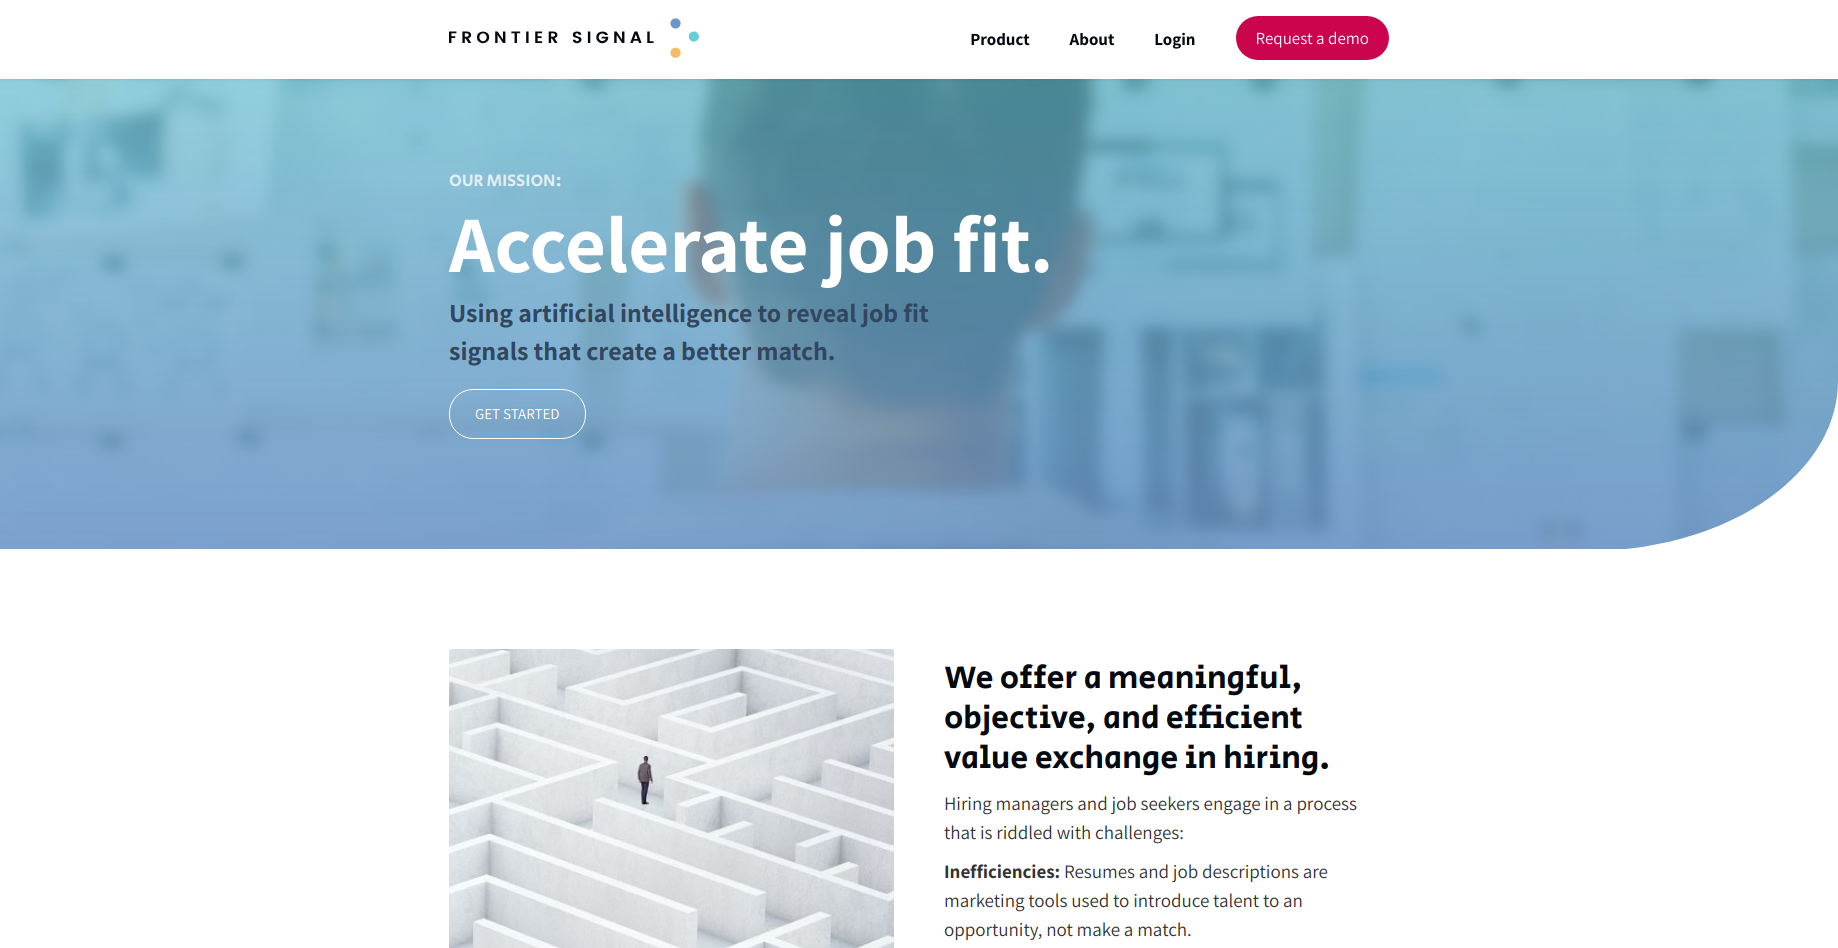 FRONTIER SIGNAL
Product
About
Login
Request a demo
OUR MISSION:
Accelerate job fit.
Using artificial intelligence to reveal job fit
signals that create a better match.
GET STARTED
We offer a meaningful,
objective, and efficient
value exchange in hiring.
Hiring managers and job seekers engage in a process
that is riddled with challenges:
Inefficiencies: Resumes and job descriptions are
marketing tools used to introduce talent to an
opportunity, not make a match.